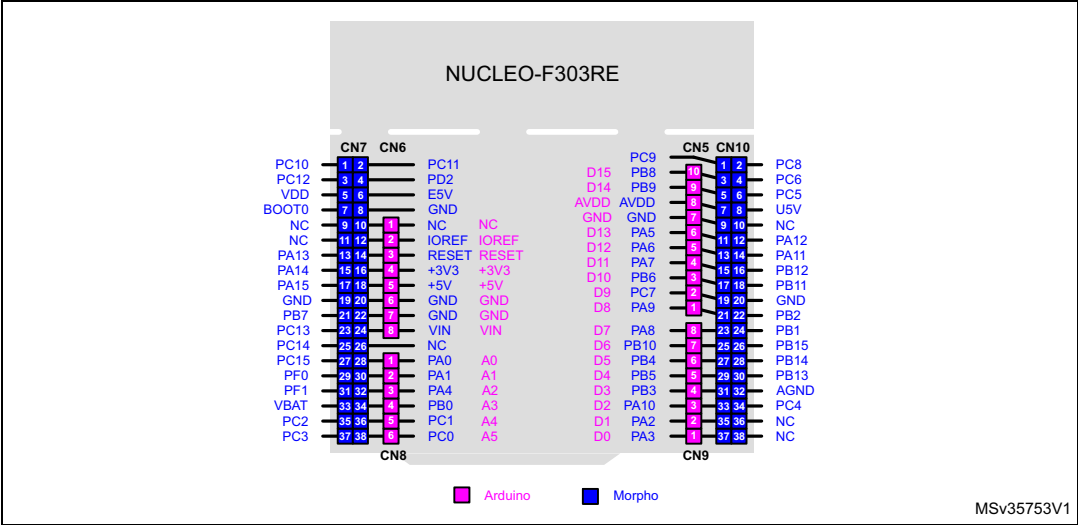 NUCLEO-F303RE
CN7 CN6 CN5 CN10
PC9
PC10 1 2 PC11 1 2 PC8
D15 PB8 10
PC12 3 4 PD2 3 4 PC6
D14 PB9 9
VDD 5 6 E5V 5 6 PC5
AVDD AVDD 8
BOOT0 7 8 GND 7 8 U5V
GND GND 7
NC 9 10 1 NC NC 9 10 NC
D13 PA5 6
NC 11 12 2 IOREF IOREF 11 12 PA12
D12 PA6 5
PA13 13 14 3 RESET RESET 13 14 PA11
D11 PA7 4
PA14 15 16 4 +3V3 +3V3 15 16 PB12
D10 PB6 3
PA15 17 18 5 +5V +5V 17 18 PB11
D9 PC7 2
GND 19 20 6 GND GND 19 20 GND
D8 PA9 1
PB7 21 22 7 GND GND 21 22 PB2
PC13 23 24 8 VIN VIN D7 PA8 8 23 24 PB1
PC14 25 26 NC D6 PB10 7 25 26 PB15
PC15 27 28 1 PA0 A0 D5 PB4 6 27 28 PB14
PF0 29 30 2 PA1 A1 D4 PB5 5 29 30 PB13
PF1 31 32 3 PA4 A2 D3 PB3 4 31 32 AGND
VBAT 33 34 4 PB0 A3 D2 PA10 3 33 34 PC4
PC2 35 36 5 PC1 A4 D1 PA2 2 35 36 NC
PC3 37 38 6 PC0 A5 D0 PA3 1 37 38 NC
CN8 CN9
Arduino Morpho
MSv35753V1